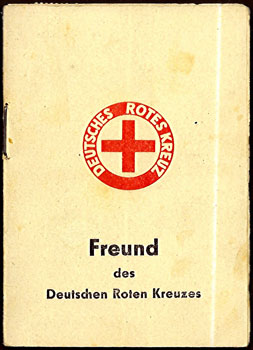 DEUTSCHES ROTES KREUZ
Freund
des
Deutschen Roten Kreuzes